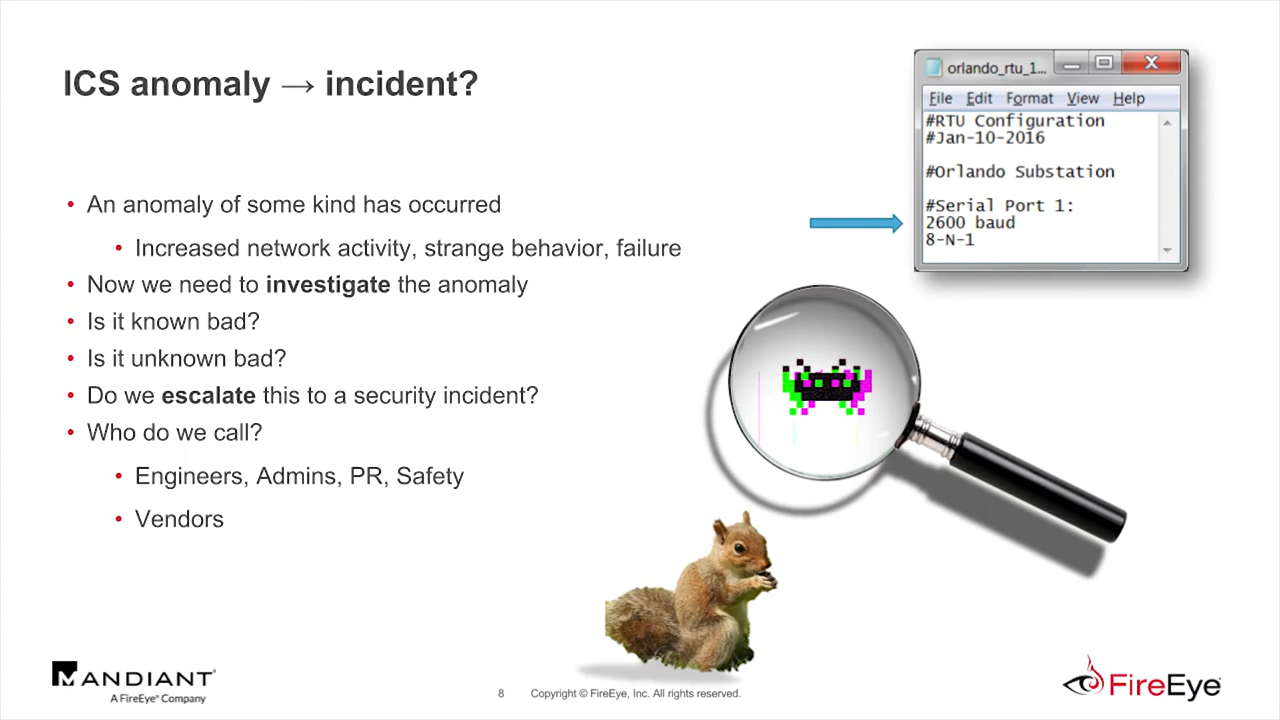 ICS anomaly → incident?
• An anomaly of some kind has occurred
• Increased network activity, strange behavior, failure
• Now we need to investigate the anomaly
• Is it known bad?
• Is it unknown bad?
• Do we escalate this to a security incident?
• Who do we call?
• Engineers, Admins, PR, Safety
• Vendors
orlando_rtu_1...
File Edit Format View Help
#RTU Configuration
#Jan-10-2016
#Orlando Substation
#Serial Port 1:
2600 baud
8-N-1
MANDIANT
A FireEye® Company
8 Copyright © FireEye, Inc. All rights reserved.
FireEye